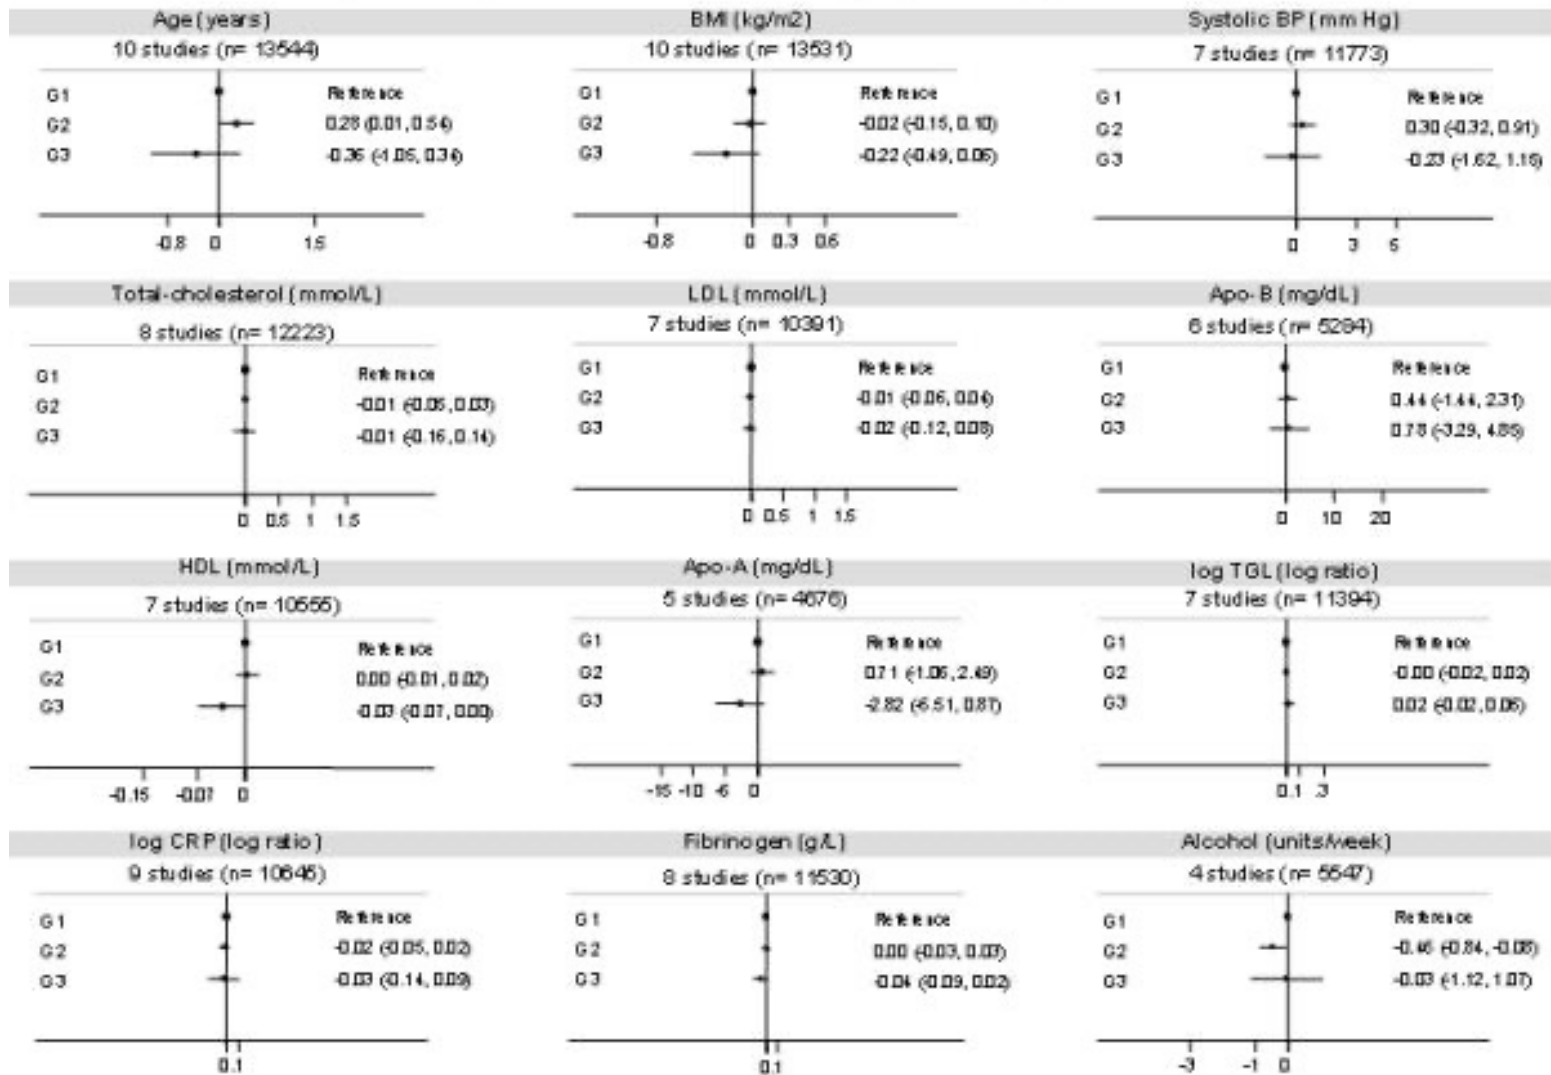 Age (years)
10 studies (n= 13544)
G1 Reference
G2 0.28 (0.01, 0.54)
G3 -0.36 (-1.05, 0.34)
-0.8 0 1.5
BMI (kg/m2)
10 studies (n= 13531)
G1 Reference
G2 -0.02 (-0.15, 0.10)
G3 -0.22 (-0.49, 0.06)
-0.8 0 0.3 0.6
Systolic BP (mm Hg)
7 studies (n= 11773)
G1 Reference
G2 0.30 (-0.32, 0.91)
G3 -0.23 (-1.62, 1.16)
0 3 5
Total-cholesterol (mmol/L)
8 studies (n= 12223)
G1 Reference
G2 -0.01 (-0.05, 0.03)
G3 -0.01 (-0.16, 0.14)
0 0.5 1 1.5
LDL (mmol/L)
7 studies (n= 10391)
G1 Reference
G2 -0.01 (-0.06, 0.04)
G3 -0.02 (-0.12, 0.08)
0 0.5 1 1.5
Apo-B (mg/dL)
6 studies (n= 5284)
G1 Reference
G2 0.44 (-1.44, 2.31)
G3 0.78 (-3.29, 4.85)
0 10 20
HDL (mmol/L)
7 studies (n= 10555)
G1 Reference
G2 0.00 (-0.01, 0.02)
G3 -0.03 (-0.07, 0.00)
-0.15 -0.07 0
Apo-A (mg/dL)
5 studies (n= 4676)
G1 Reference
G2 0.71 (-1.06, 2.49)
G3 -2.82 (-6.51, 0.87)
-15 -10 -5 0
log TGL (log ratio)
7 studies (n= 11394)
G1 Reference
G2 -0.00 (-0.02, 0.02)
G3 0.02 (-0.02, 0.06)
0.1 .3
log CRP (log ratio)
9 studies (n= 10645)
G1 Reference
G2 -0.02 (-0.05, 0.02)
G3 -0.03 (-0.14, 0.09)
0.1
Fibrinogen (g/L)
8 studies (n= 11530)
G1 Reference
G2 0.00 (-0.03, 0.03)
G3 -0.04 (-0.09, 0.02)
0.1
Alcohol (units/week)
4 studies (n= 5547)
G1 Reference
G2 -0.46 (-0.84, -0.08)
G3 -0.03 (-1.12, 1.07)
-3 -1 0